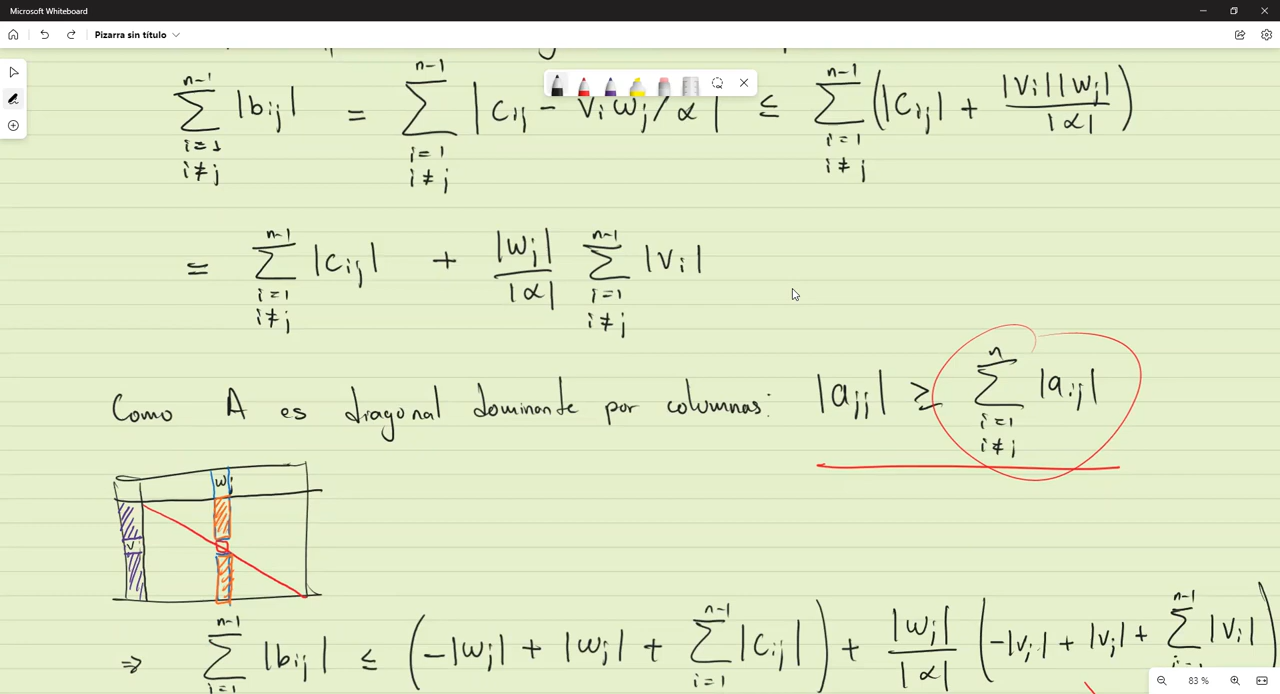 Microsoft Whiteboard
Pizarra sin título
n-1 n-1 n-1
∑ |bij| = ∑ |cij - viwj/α| ≤ ∑ (|cij| + |vi||wj|/|α|)
i=1 i=1 i=1
i≠j i≠j i≠j
n-1 n-1
= ∑ |cij| + |wj|/|α| ∑ |vi|
i=1 i=1
i≠j i≠j
n
Como A es diagonal dominante por columnas: |ajj| ≥ ∑ |aij|
i=1
i≠j
wj
vi
n-1 n-1 n-1
⇒ ∑ |bij| ≤ (-|wj| + |wj| + ∑ |cij|) + |wj|/|α| (-|vj| + |vj| + ∑ |vi|)
i=1 i=1 i=1
83 %